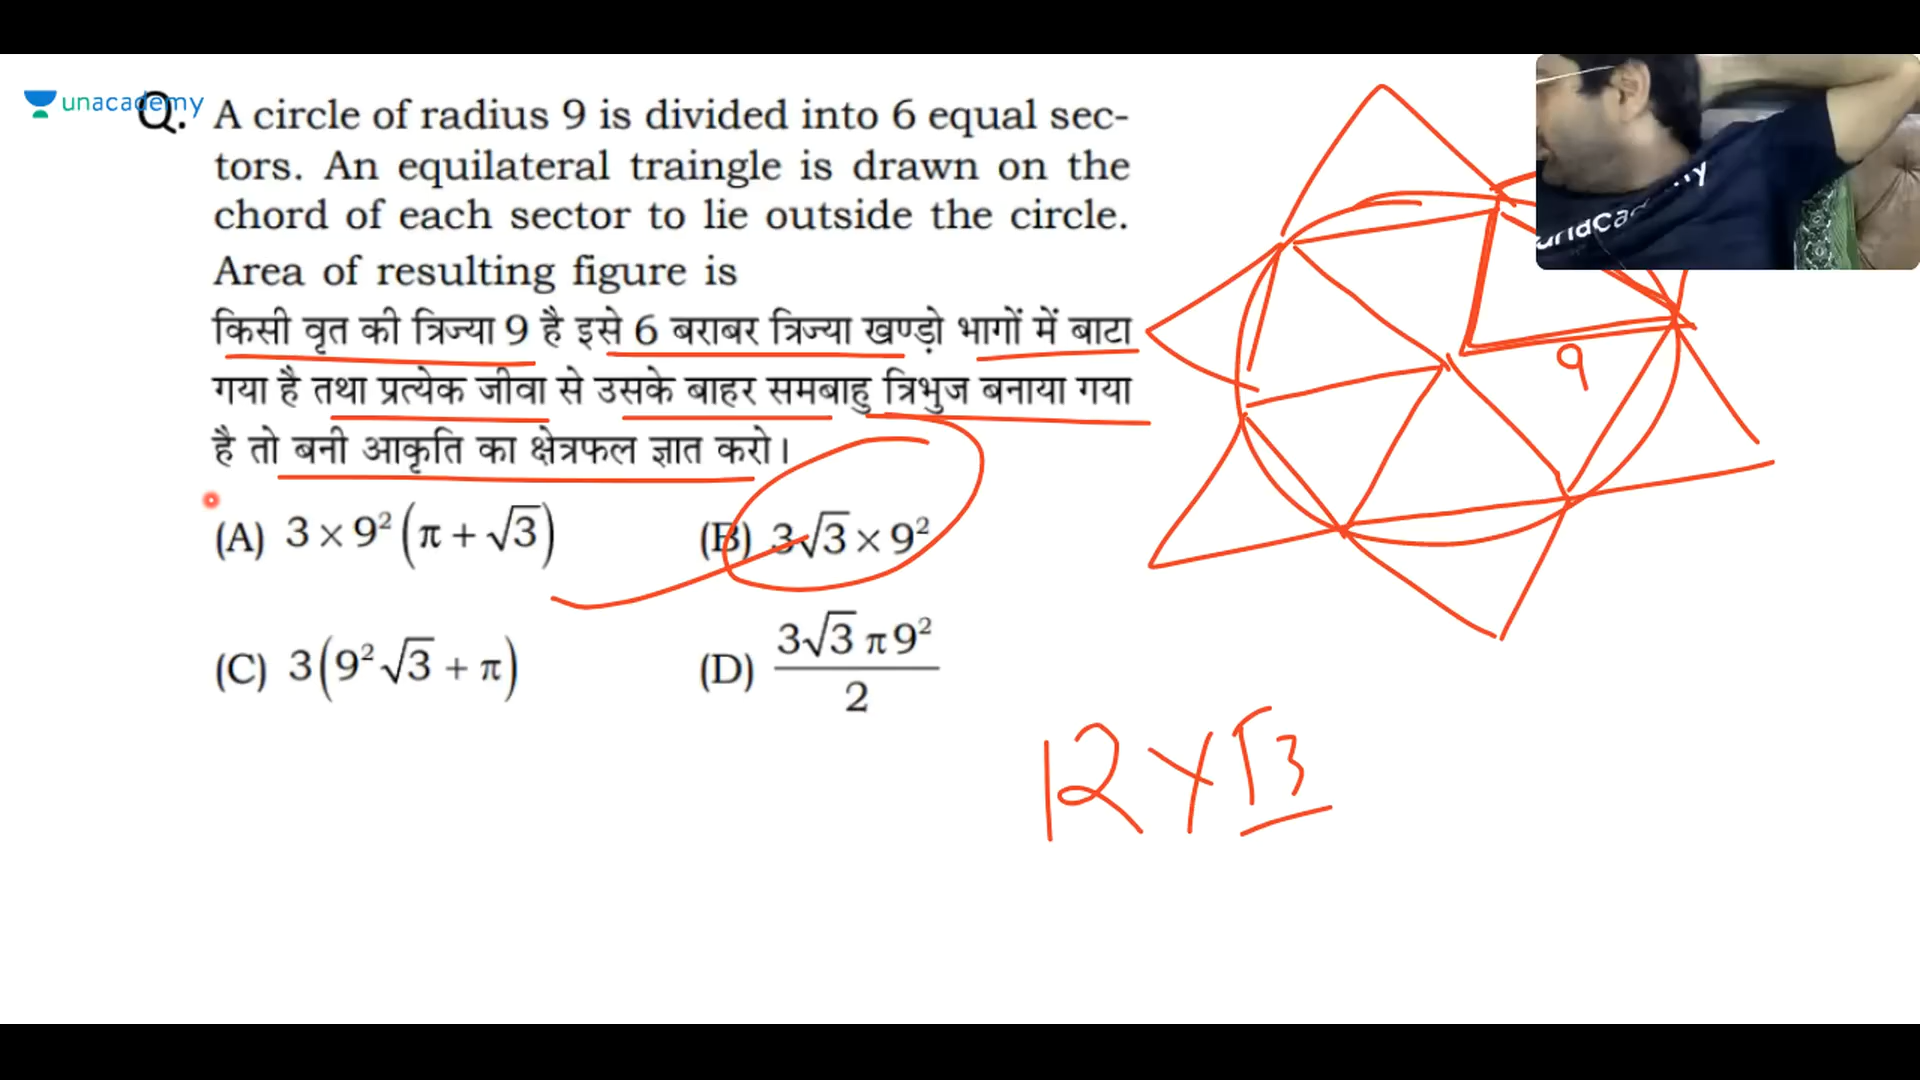 unacademy
Q. A circle of radius 9 is divided into 6 equal sec-
tors. An equilateral traingle is drawn on the
chord of each sector to lie outside the circle.
Area of resulting figure is
किसी वृत की त्रिज्या 9 है इसे 6 बराबर त्रिज्या खण्ड़ो भागों में बाटा
गया है तथा प्रत्येक जीवा से उसके बाहर समबाहु त्रिभुज बनाया गया
है तो बनी आकृति का क्षेत्रफल ज्ञात करो।
(A) 3 × 9² (π + √3)
(B) 3√3 × 9²
(C) 3(9² √3 + π)
(D) 3√3 π 9² / 2
9
12 × √3